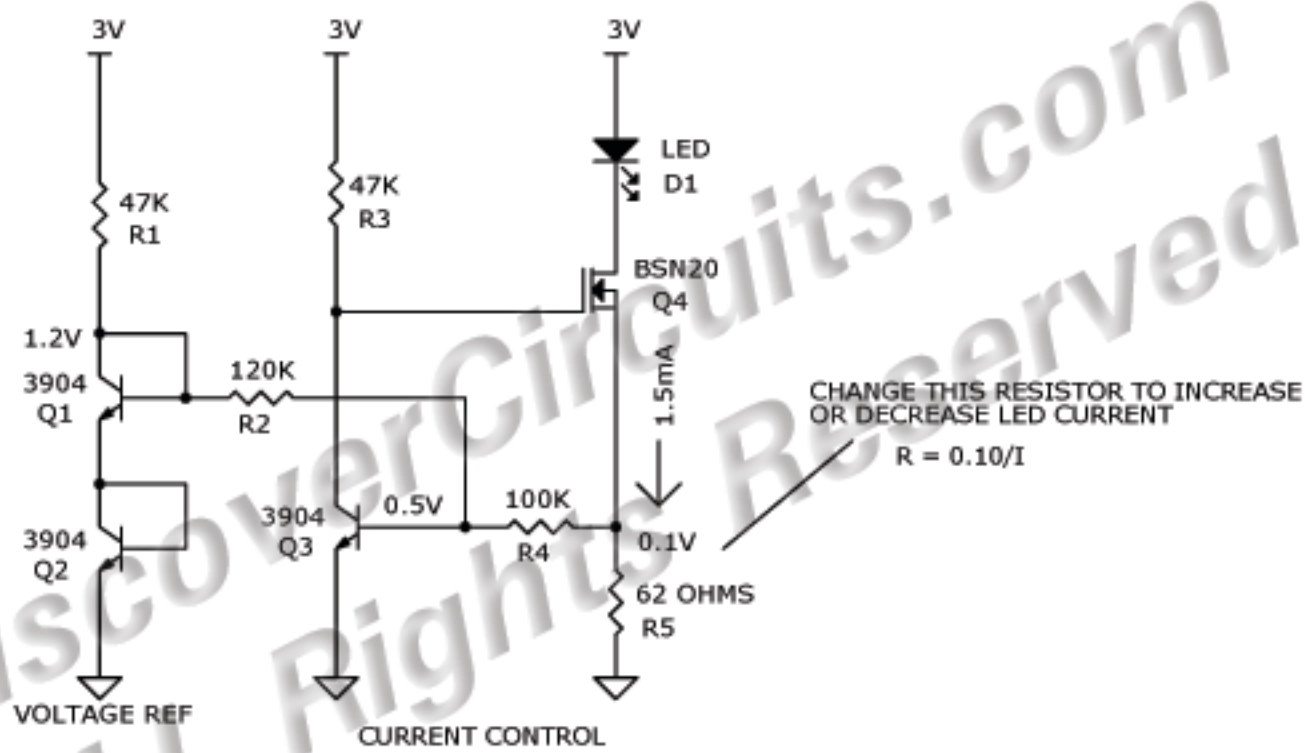 3V
3V
3V
LED
D1
47K
R3
47K
R1
BSN20
Q4
1.2V
3904
Q1
120K
R2
1.5mA
CHANGE THIS RESISTOR TO INCREASE
OR DECREASE LED CURRENT
R = 0.10/I
3904
Q3
0.5V
100K
R4
0.1V
3904
Q2
62 OHMS
R5
VOLTAGE REF
CURRENT CONTROL
iscoverCircuits.com
Rights Reserved